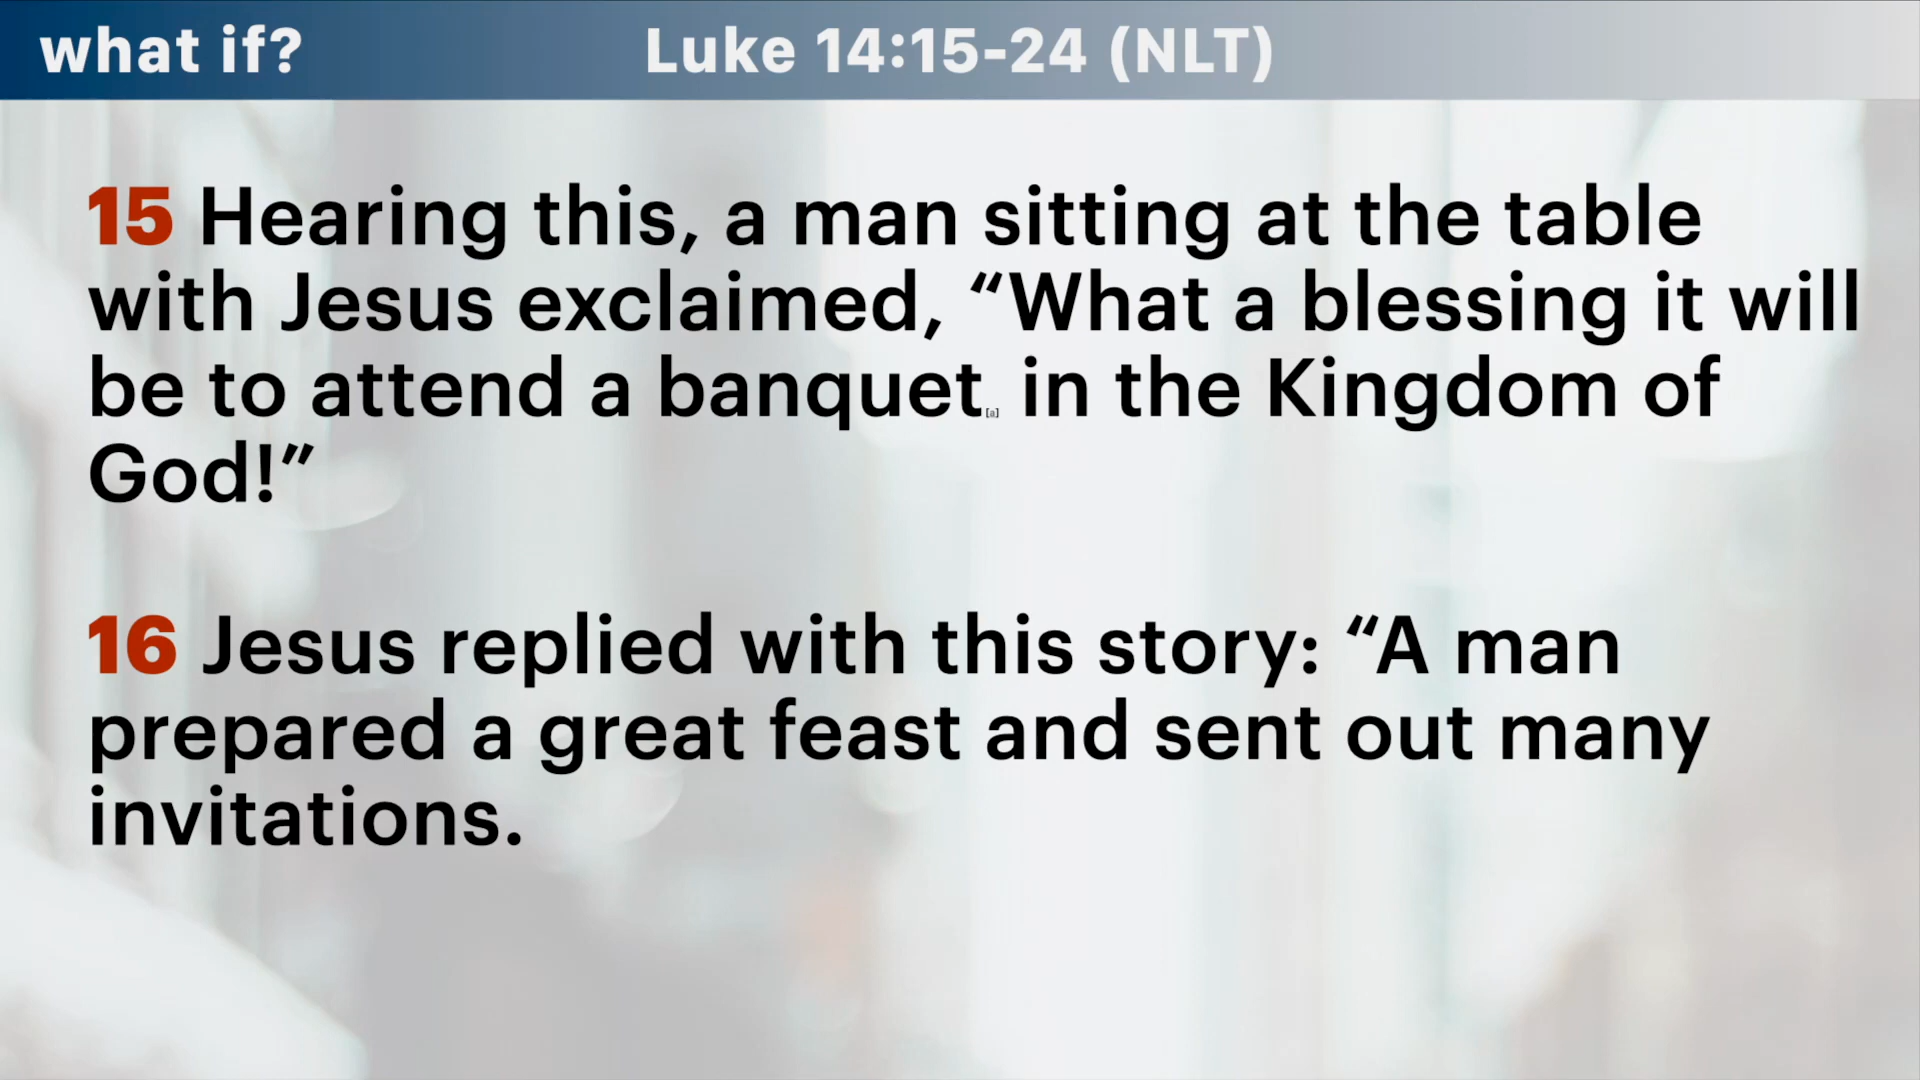 what if?
Luke 14:15-24 (NLT)
15 Hearing this, a man sitting at the table
with Jesus exclaimed, “What a blessing it will
be to attend a banquet[a] in the Kingdom of
God!”
16 Jesus replied with this story: “A man
prepared a great feast and sent out many
invitations.